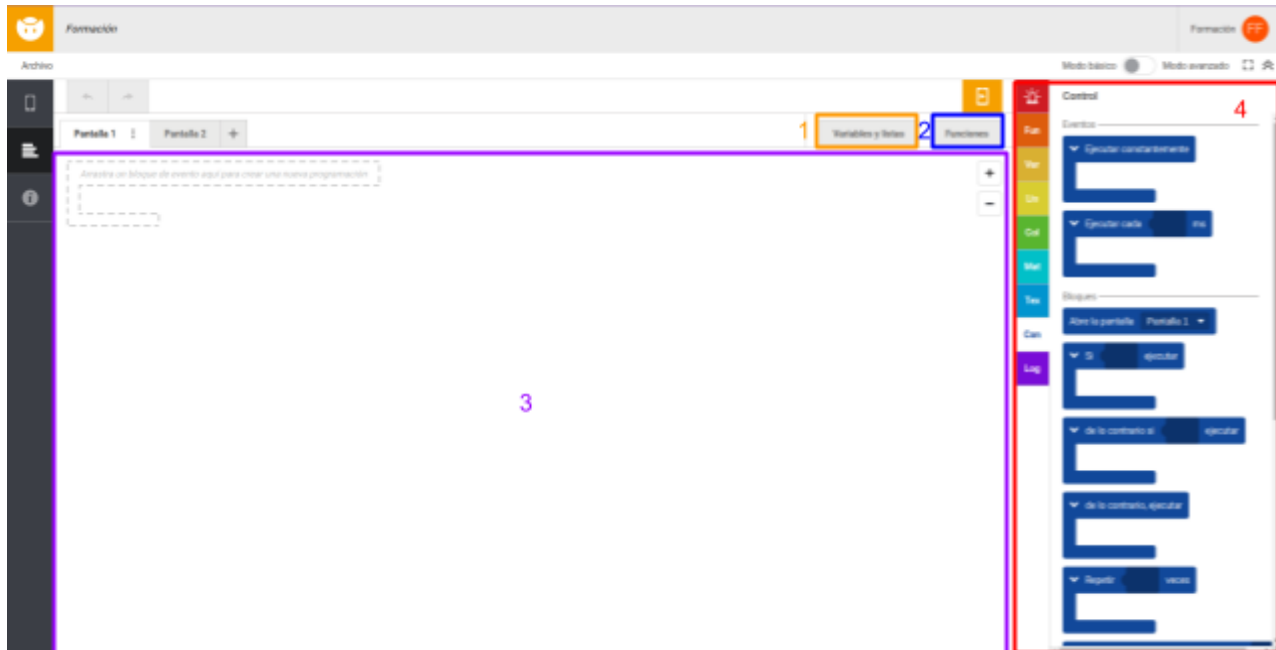 Formación
Formación FF
Archivo
Modo básico Modo avanzado
Control
4
Pantalla 1
Pantalla 2 +
1 Variables y listas
2 Funciones
Fun
Eventos
Ejecutar constantemente
Arrastra un bloque de evento aquí para crear una nueva programación
+
Var
−
Un
Col
Ejecutar cada ms
Mat
Tex
Bloques
Abre la pantalla Pantalla 1
Con
Si ejecutar
Log
3
de lo contrario si ejecutar
de lo contrario, ejecutar
Repetir veces